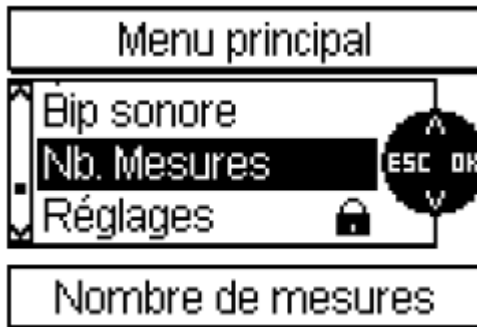 Menu principal
Bip sonore
Nb. Mesures
ESC OK
Réglages
Nombre de mesures